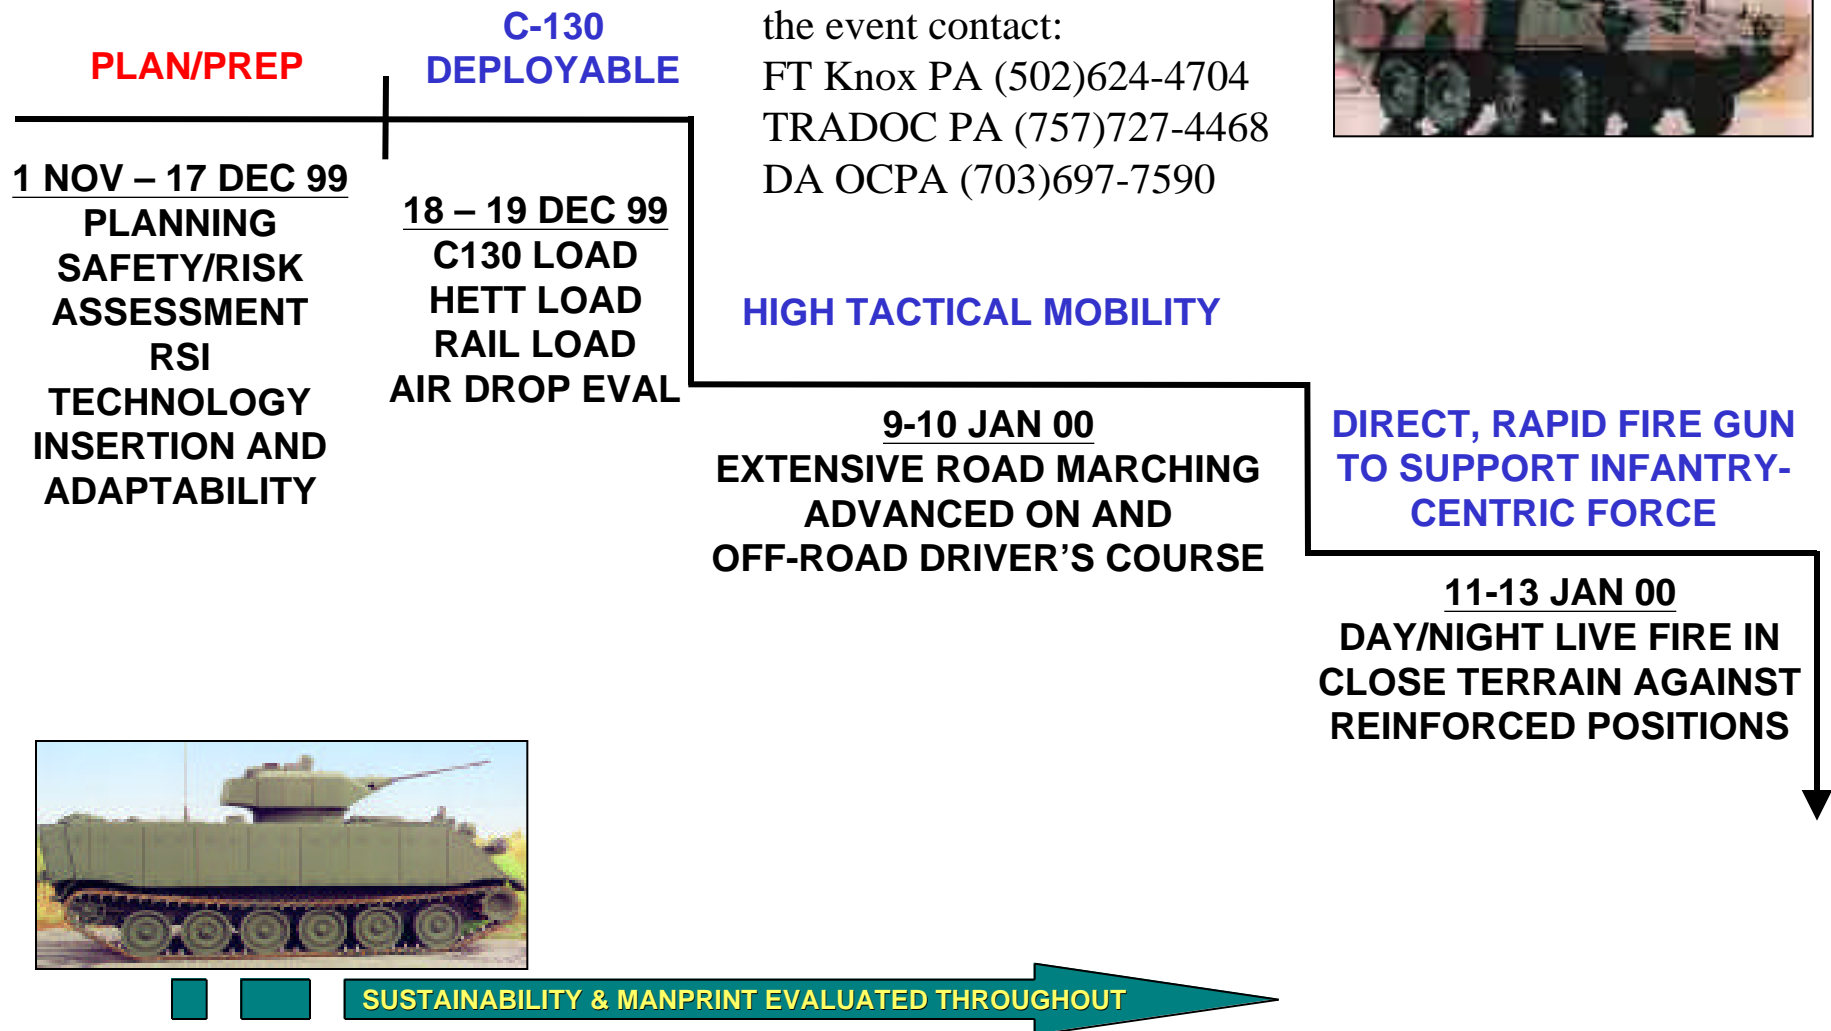 PLAN/PREP
1 NOV – 17 DEC 99
PLANNING
SAFETY/RISK
ASSESSMENT
RSI
TECHNOLOGY
INSERTION AND
ADAPTABILITY
C-130
DEPLOYABLE
18 – 19 DEC 99
C130 LOAD
HETT LOAD
RAIL LOAD
AIR DROP EVAL
the event contact:
FT Knox PA (502)624-4704
TRADOC PA (757)727-4468
DA OCPA (703)697-7590
HIGH TACTICAL MOBILITY
9-10 JAN 00
EXTENSIVE ROAD MARCHING
ADVANCED ON AND
OFF-ROAD DRIVER’S COURSE
DIRECT, RAPID FIRE GUN
TO SUPPORT INFANTRY-
CENTRIC FORCE
11-13 JAN 00
DAY/NIGHT LIVE FIRE IN
CLOSE TERRAIN AGAINST
REINFORCED POSITIONS
SUSTAINABILITY & MANPRINT EVALUATED THROUGHOUT